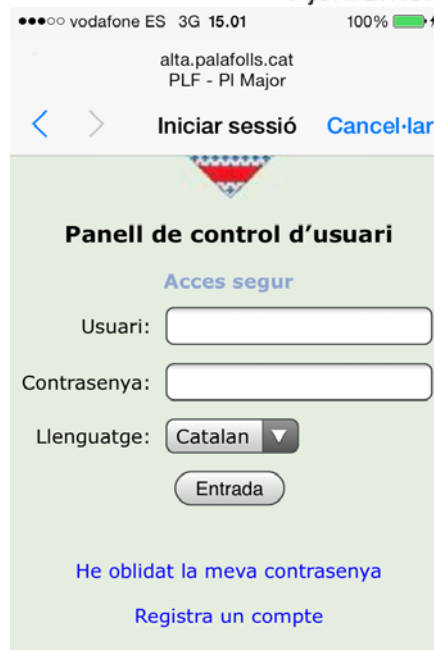 vodafone ES 3G 15.01 100%
alta.palafolls.cat
PLF - Pl Major
Iniciar sessió Cancel·lar
Panell de control d'usuari
Acces segur
Usuari:
Contrasenya:
Llenguatge: Catalan
Entrada
He oblidat la meva contrasenya
Registra un compte